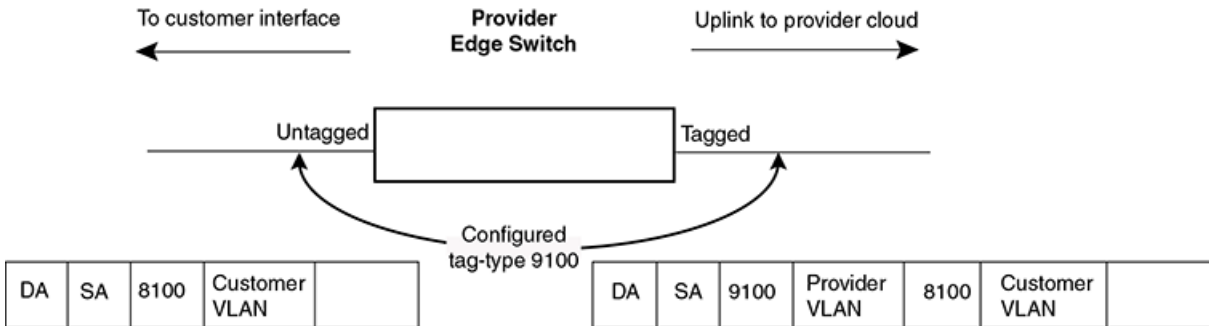 To customer interface
Provider
Edge Switch
Uplink to provider cloud
Untagged
Tagged
Configured
tag-type 9100
DA SA 8100 Customer VLAN
DA SA 9100 Provider VLAN 8100 Customer VLAN